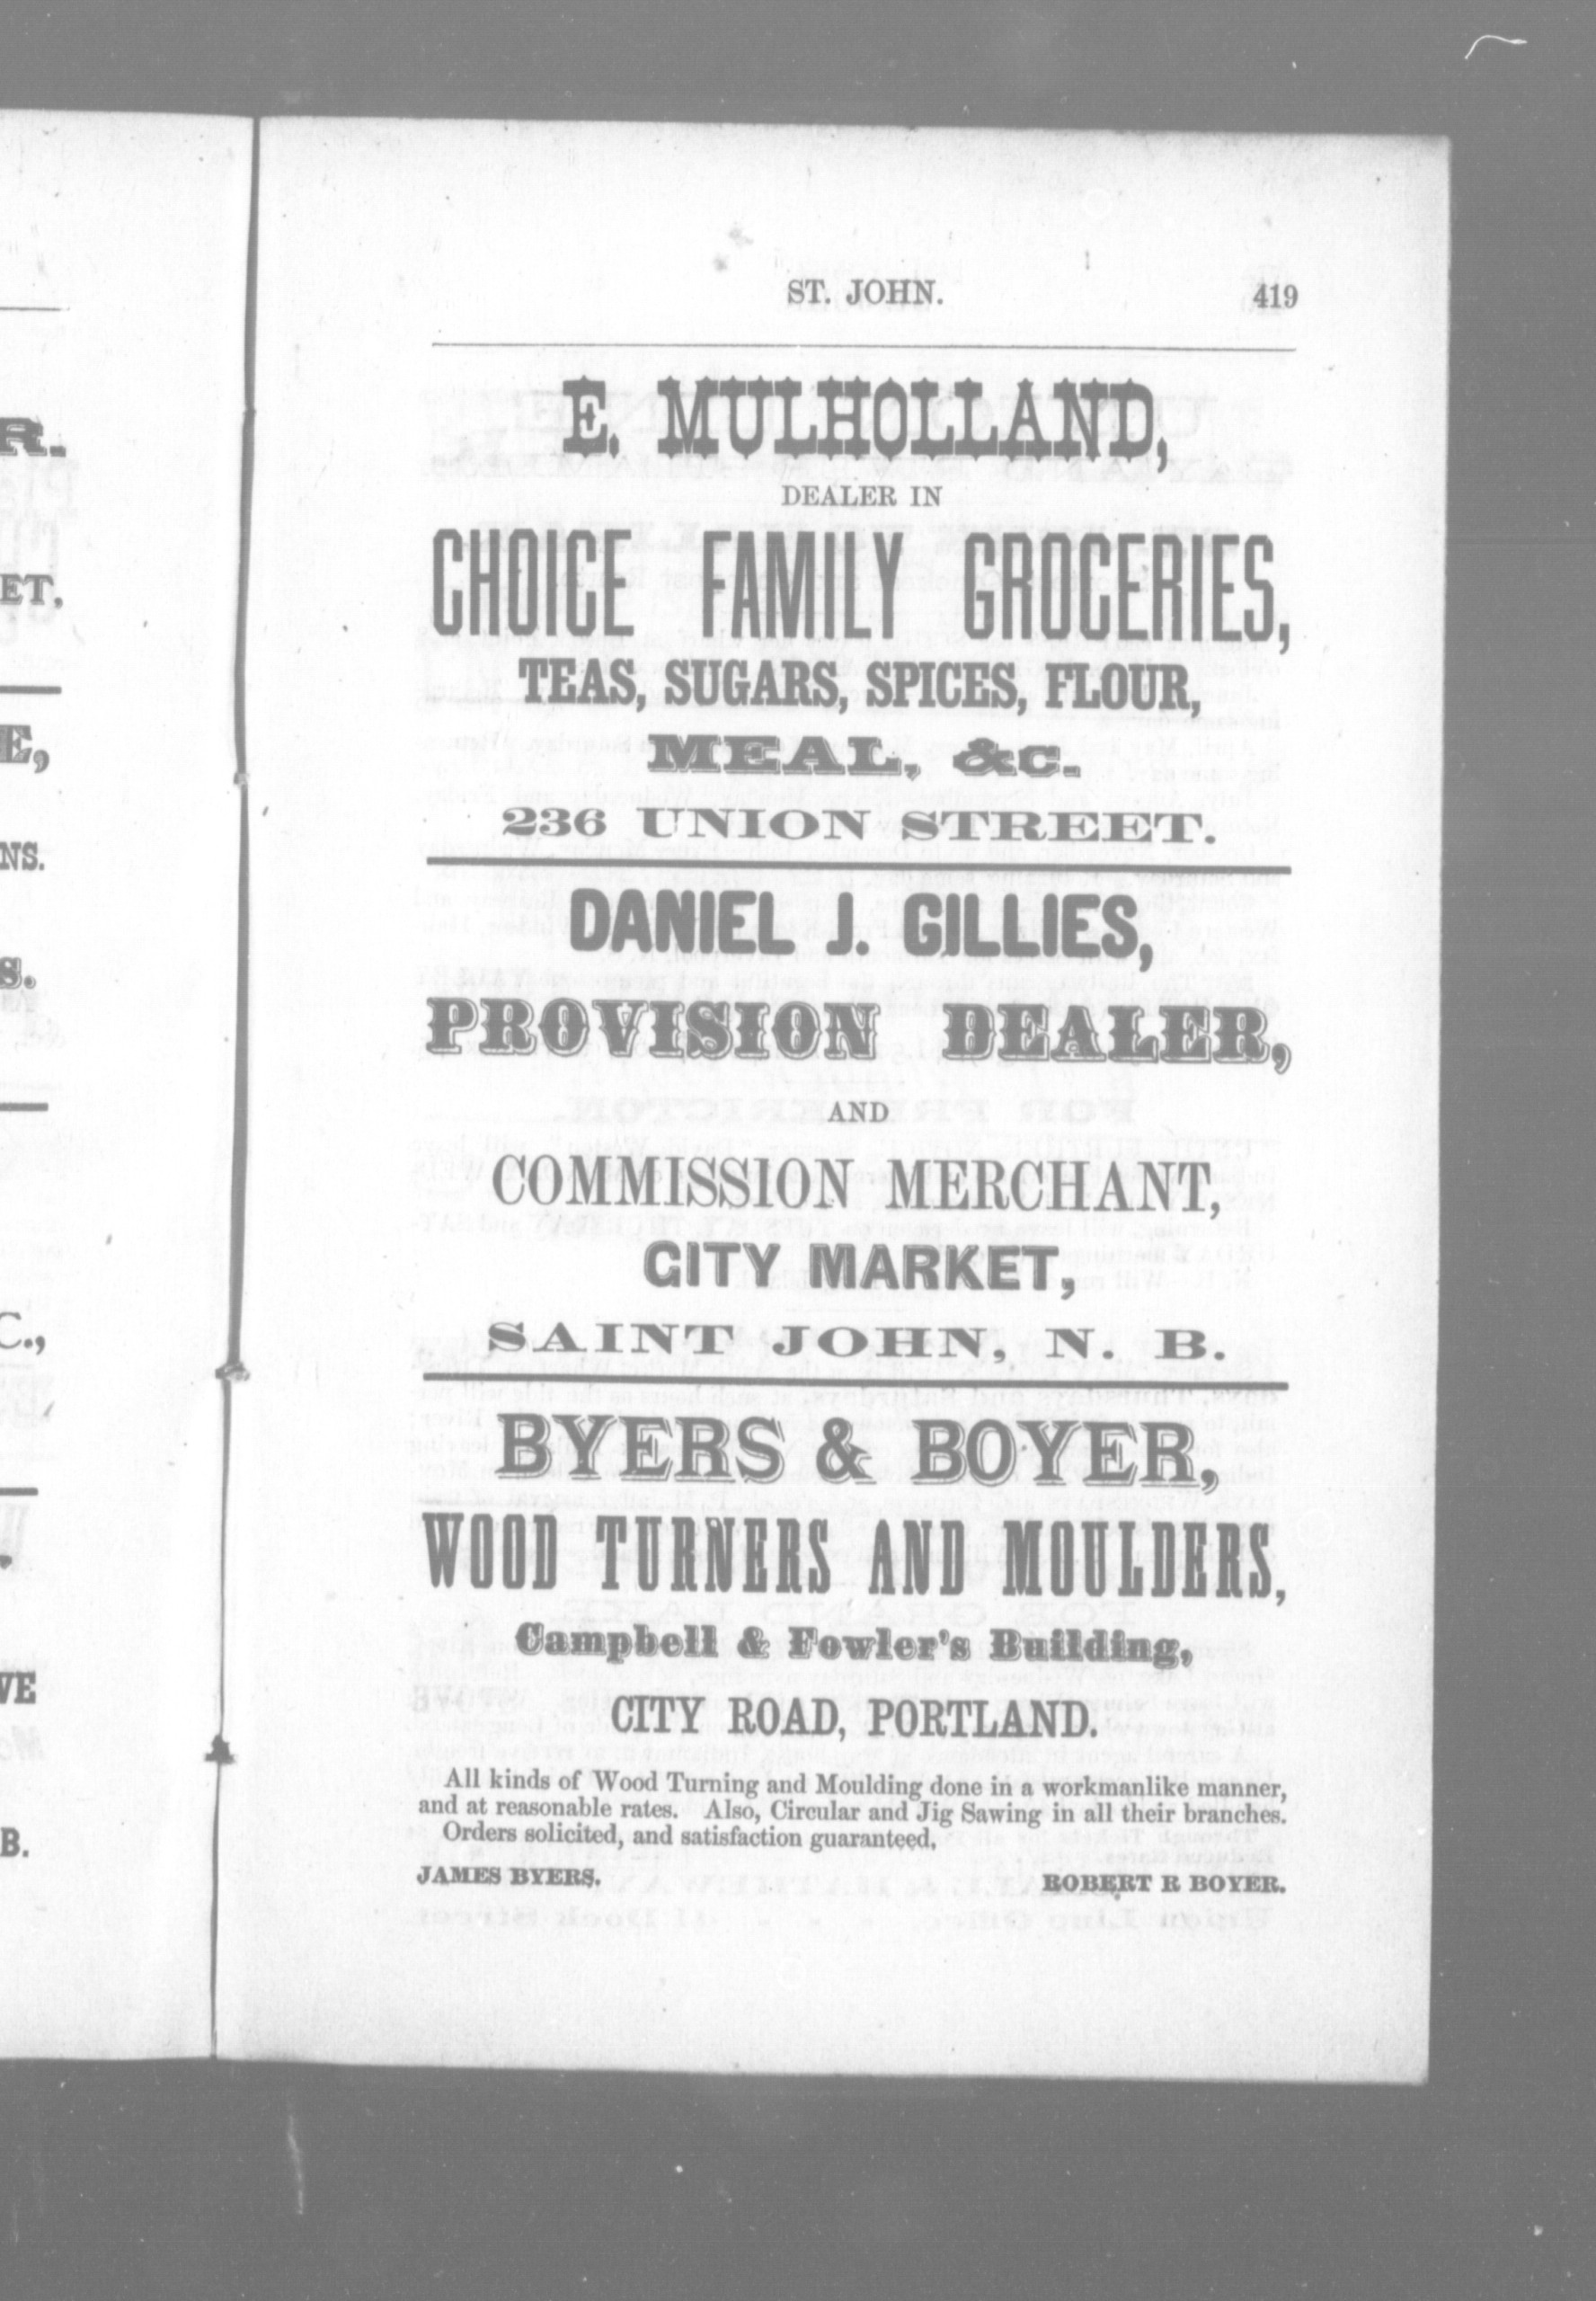 ST. JOHN. 419
E. MULHOLLAND,
DEALER IN
CHOICE FAMILY GROCERIES,
TEAS, SUGARS, SPICES, FLOUR,
MEAL, &C.
236 UNION STREET.
DANIEL J. GILLIES,
PROVISION DEALER,
AND
COMMISSION MERCHANT,
CITY MARKET,
SAINT JOHN, N. B.
BYERS & BOYER,
WOOD TURNERS AND MOULDERS,
Campbell & Fowler's Building,
CITY ROAD, PORTLAND.
All kinds of Wood Turning and Moulding done in a workmanlike manner,
and at reasonable rates. Also, Circular and Jig Sawing in all their branches.
Orders solicited, and satisfaction guaranteed,
JAMES BYERS. ROBERT R BOYER.